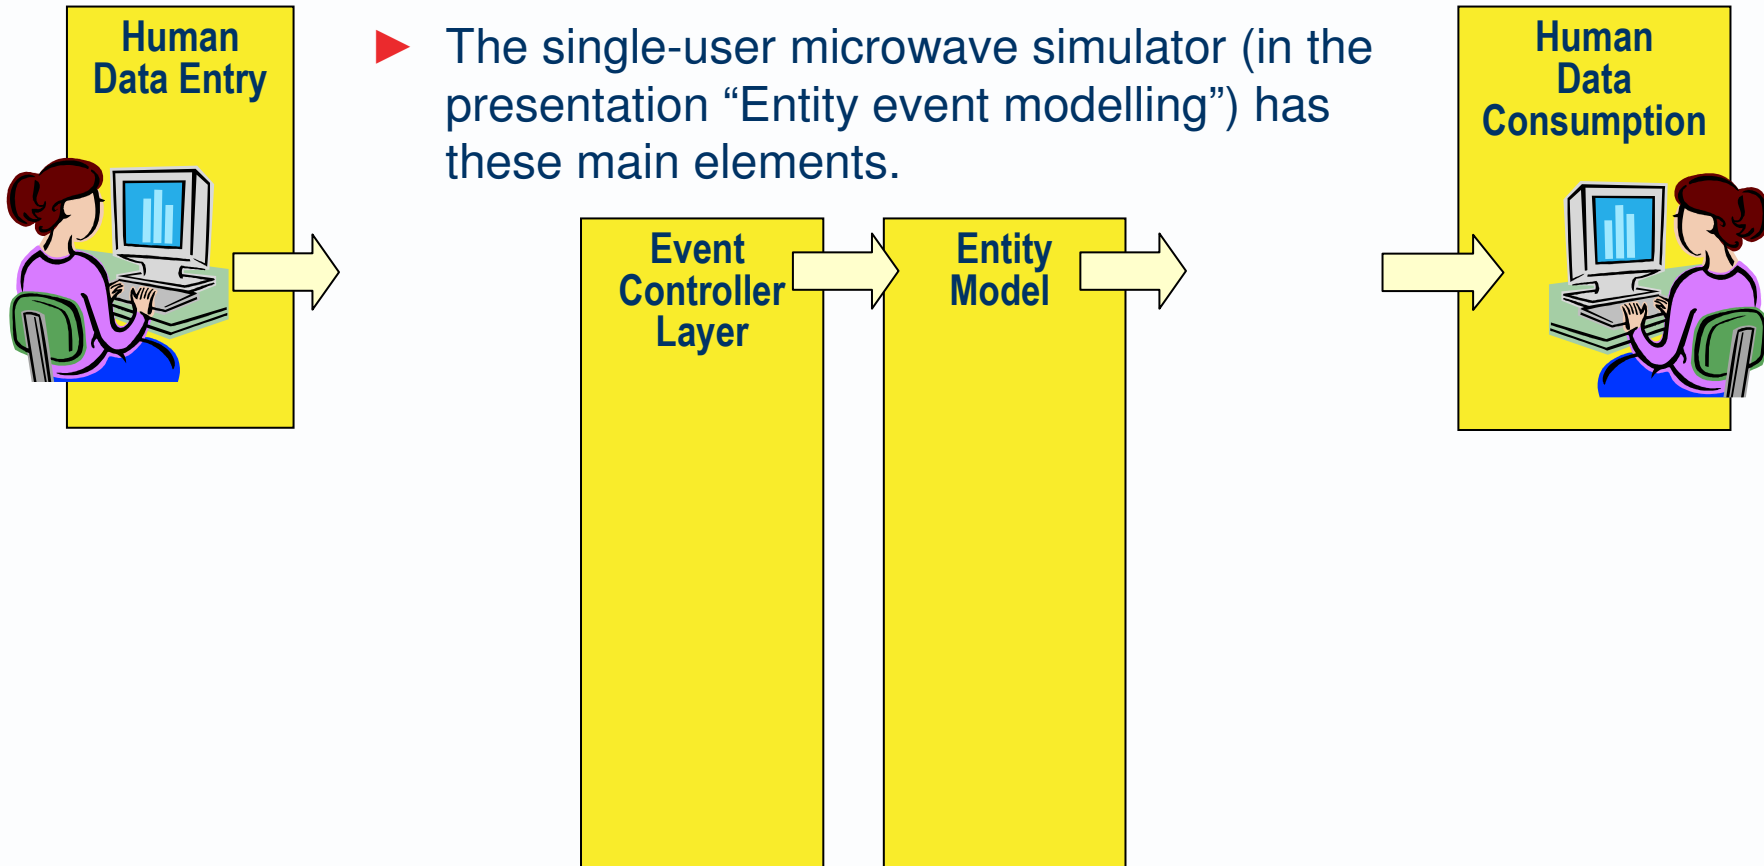 Human
Data Entry
► The single-user microwave simulator (in the
presentation “Entity event modelling”) has
these main elements.
Human
Data
Consumption
Event
Controller
Layer
Entity
Model